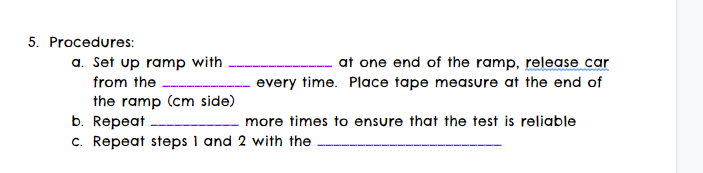 5. Procedures:
a. Set up ramp with _____________ at one end of the ramp, release car
from the ___________ every time. Place tape measure at the end of
the ramp (cm side)
b. Repeat ___________ more times to ensure that the test is reliable
c. Repeat steps 1 and 2 with the _______________________